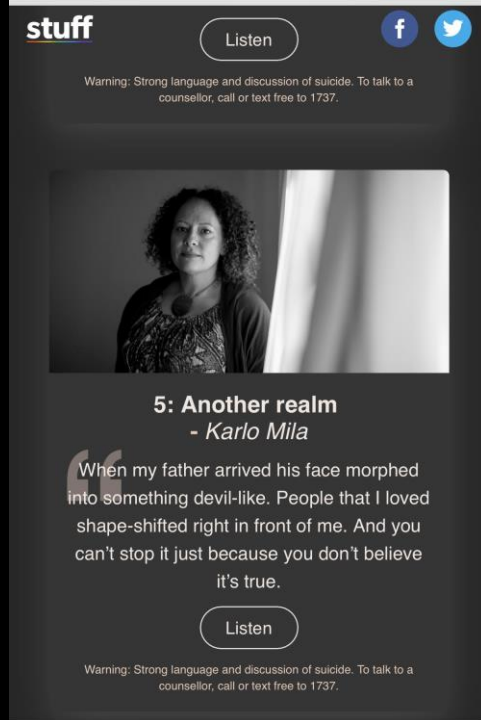 stuff
Listen
Warning: Strong language and discussion of suicide. To talk to a
counsellor, call or text free to 1737.
5: Another realm
- Karlo Mila
“
When my father arrived his face morphed
into something devil-like. People that I loved
shape-shifted right in front of me. And you
can’t stop it just because you don’t believe
it’s true.
Listen
Warning: Strong language and discussion of suicide. To talk to a
counsellor, call or text free to 1737.